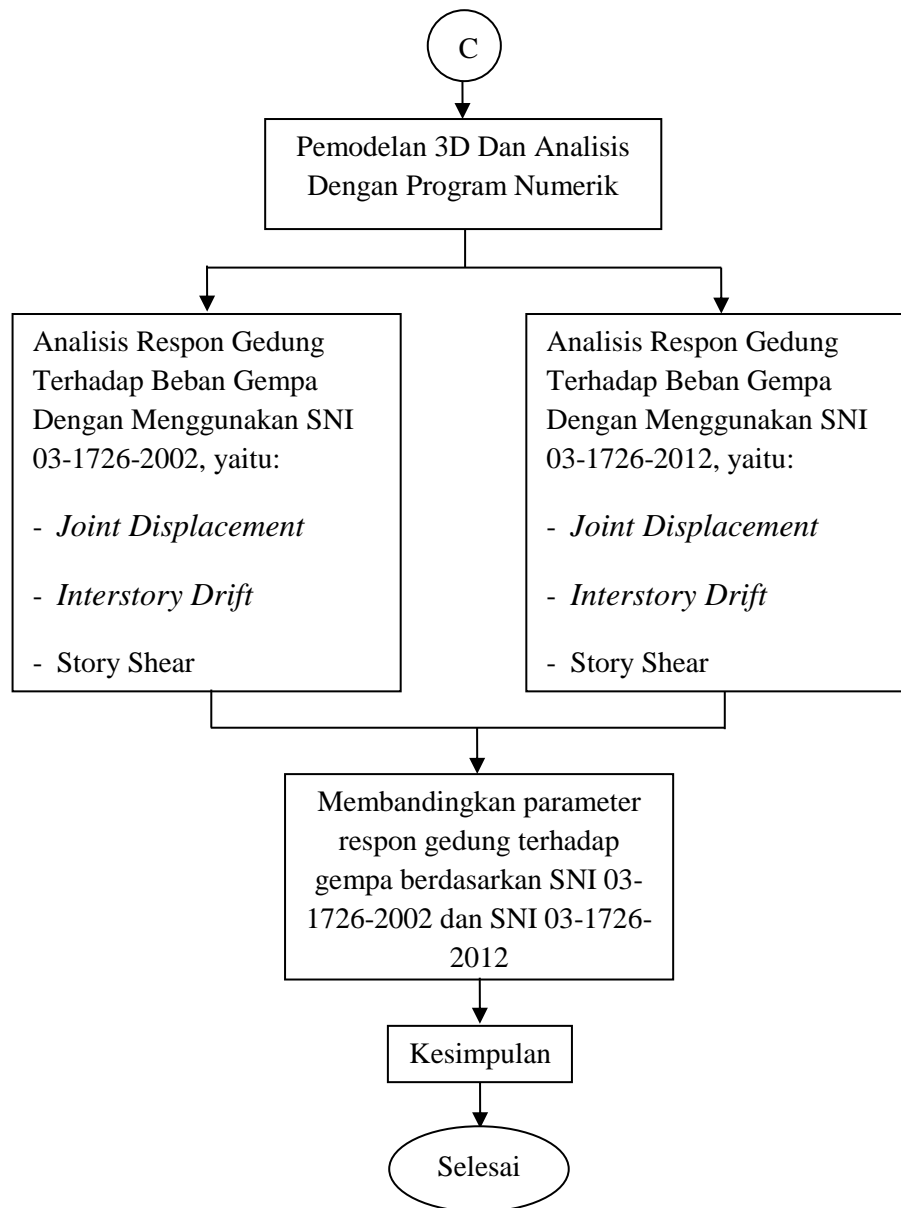 C
Pemodelan 3D Dan Analisis
Dengan Program Numerik
Analisis Respon Gedung
Terhadap Beban Gempa
Dengan Menggunakan SNI
03-1726-2002, yaitu:
- Joint Displacement
- Interstory Drift
- Story Shear
Analisis Respon Gedung
Terhadap Beban Gempa
Dengan Menggunakan SNI
03-1726-2012, yaitu:
- Joint Displacement
- Interstory Drift
- Story Shear
Membandingkan parameter
respon gedung terhadap
gempa berdasarkan SNI 03-
1726-2002 dan SNI 03-1726-
2012
Kesimpulan
Selesai